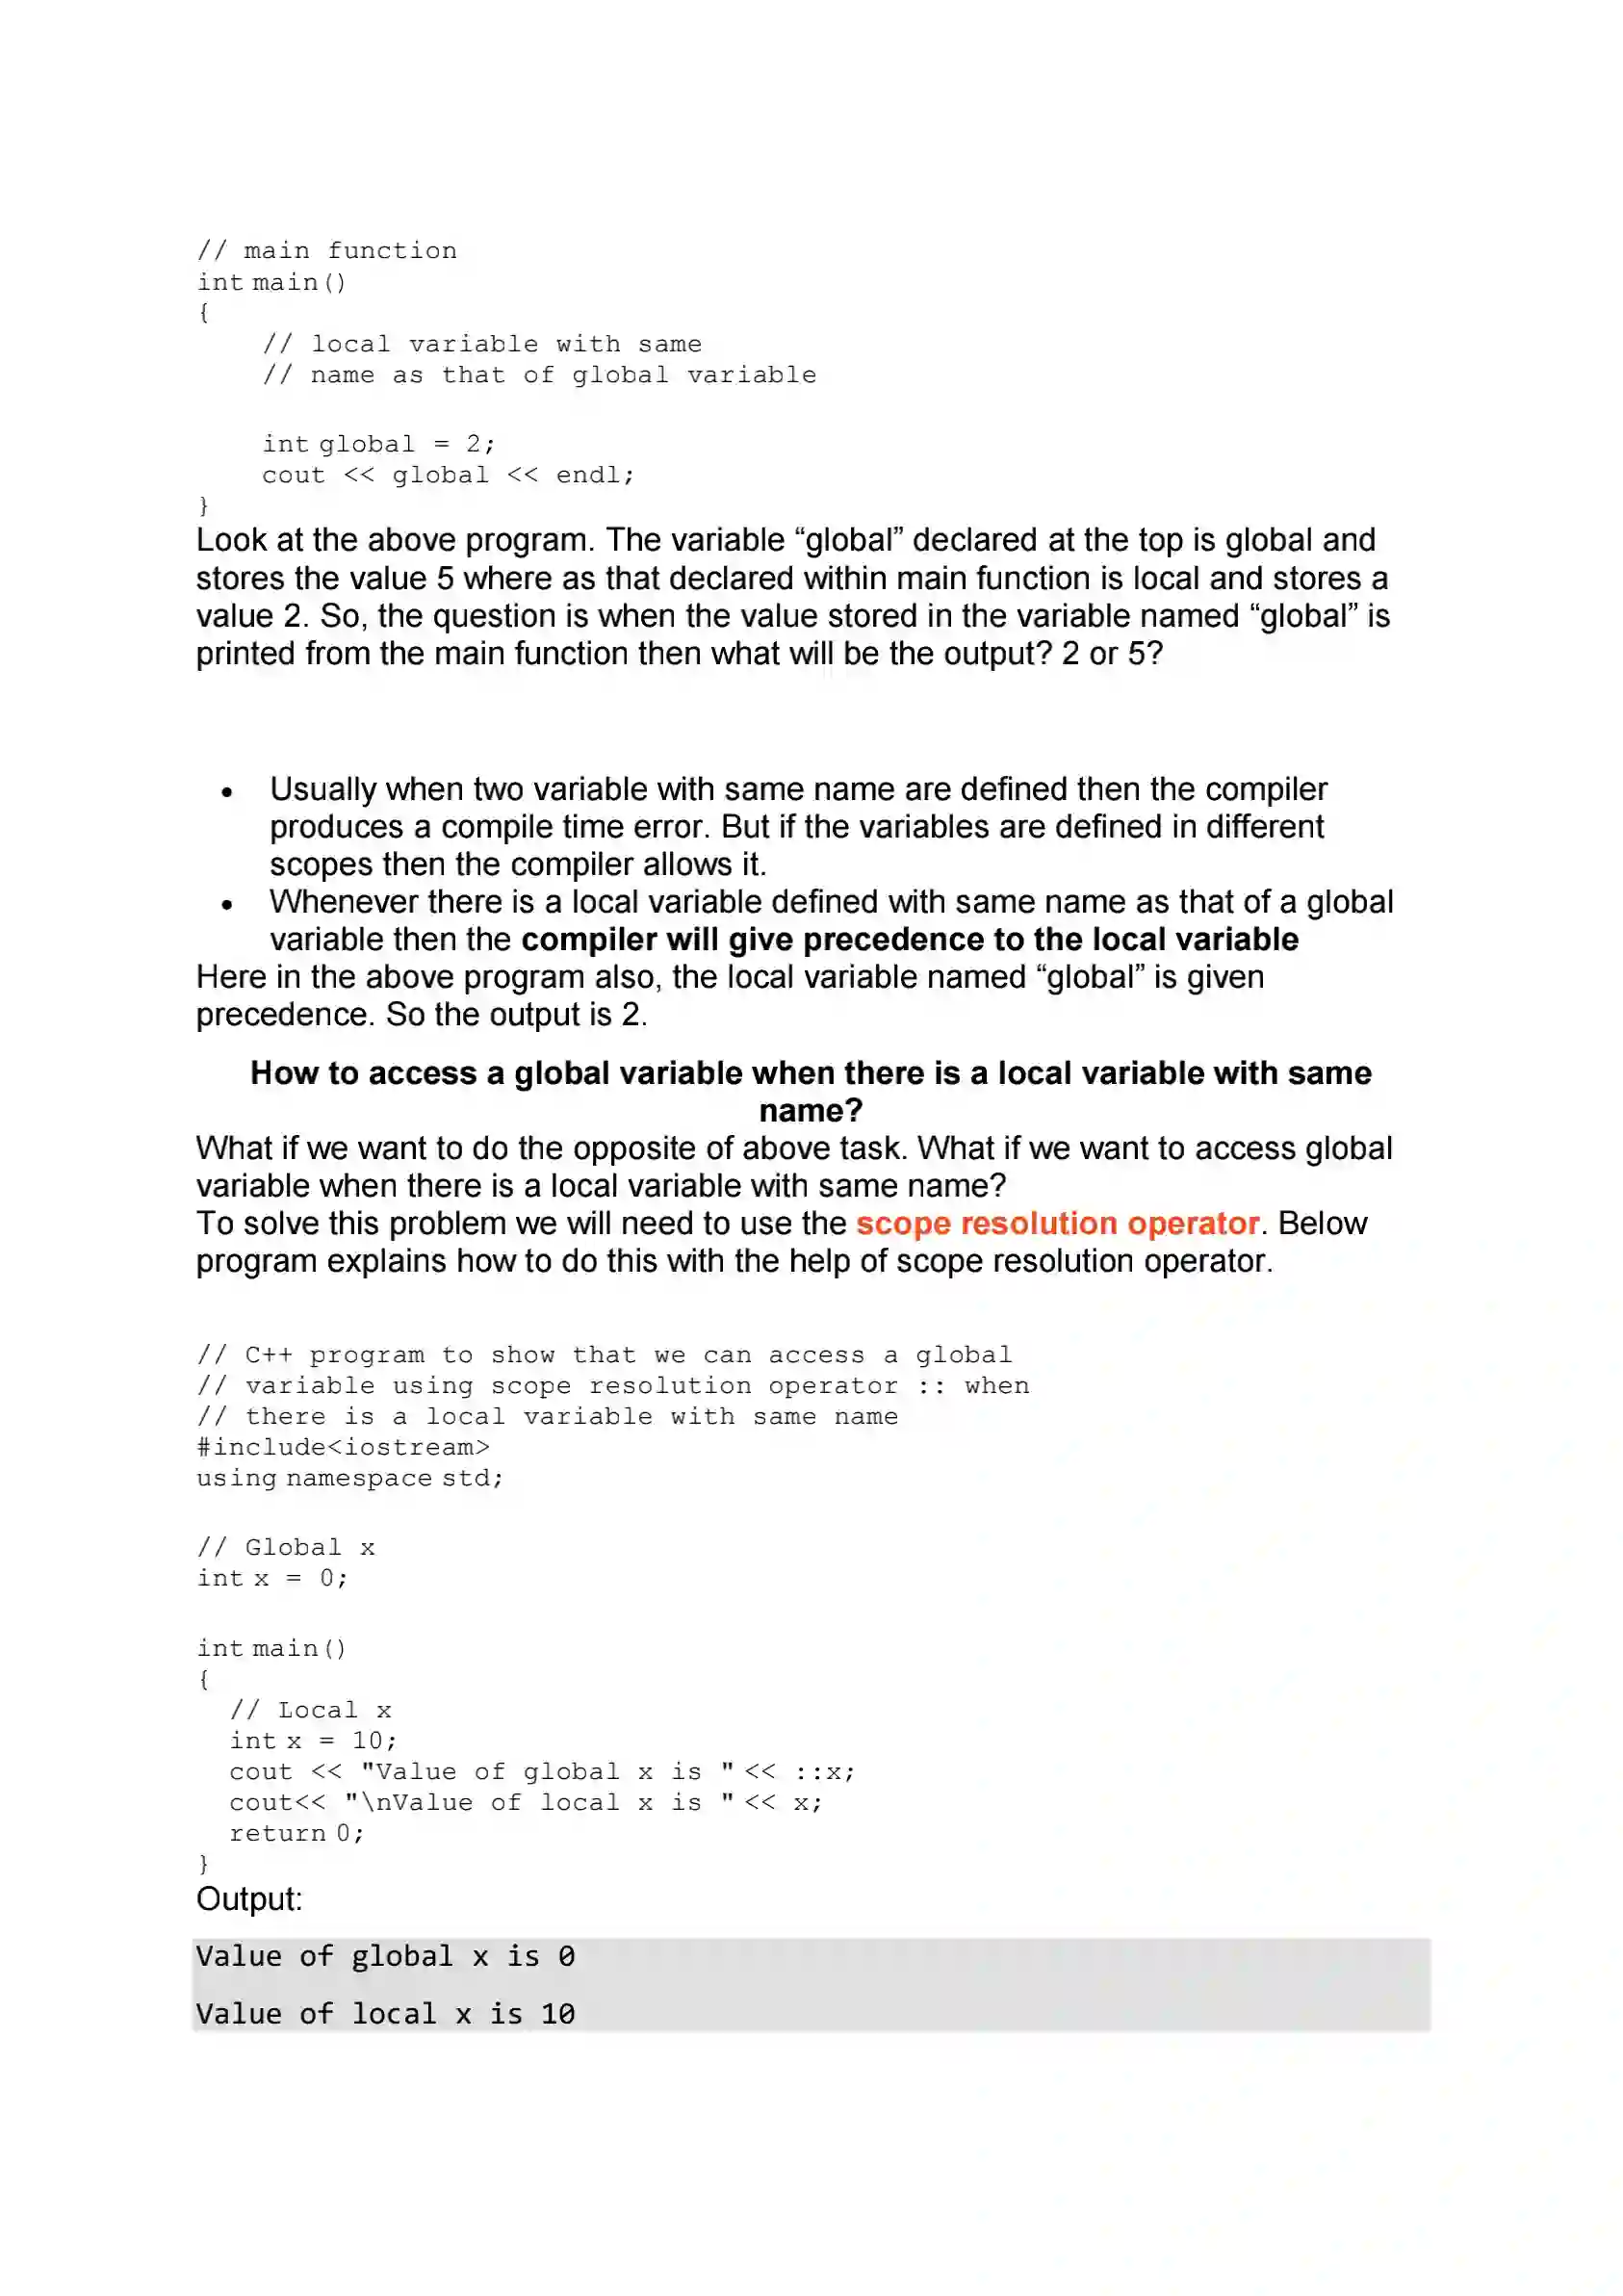 // main function
int main()
{
// local variable with same
// name as that of global variable
int global = 2;
cout << global << endl;
}
Look at the above program. The variable “global” declared at the top is global and
stores the value 5 where as that declared within main function is local and stores a
value 2. So, the question is when the value stored in the variable named “global” is
printed from the main function then what will be the output? 2 or 5?
• Usually when two variable with same name are defined then the compiler
produces a compile time error. But if the variables are defined in different
scopes then the compiler allows it.
• Whenever there is a local variable defined with same name as that of a global
variable then the compiler will give precedence to the local variable
Here in the above program also, the local variable named “global” is given
precedence. So the output is 2.
How to access a global variable when there is a local variable with same
name?
What if we want to do the opposite of above task. What if we want to access global
variable when there is a local variable with same name?
To solve this problem we will need to use the scope resolution operator. Below
program explains how to do this with the help of scope resolution operator.
// C++ program to show that we can access a global
// variable using scope resolution operator :: when
// there is a local variable with same name
#include<iostream>
using namespace std;
// Global x
int x = 0;
int main()
{
// Local x
int x = 10;
cout << "Value of global x is " << ::x;
cout<< "\nValue of local x is " << x;
return 0;
}
Output:
Value of global x is 0
Value of local x is 10